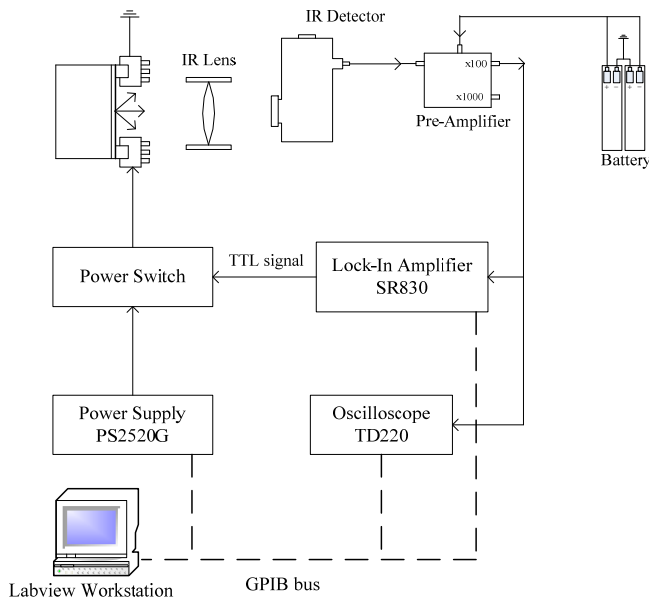 IR Detector
IR Lens
x100
x1000
Pre-Amplifier
+ - + -
Battery
Power Switch
TTL signal
Lock-In Amplifier
SR830
Power Supply
PS2520G
Oscilloscope
TD220
Labview Workstation
GPIB bus